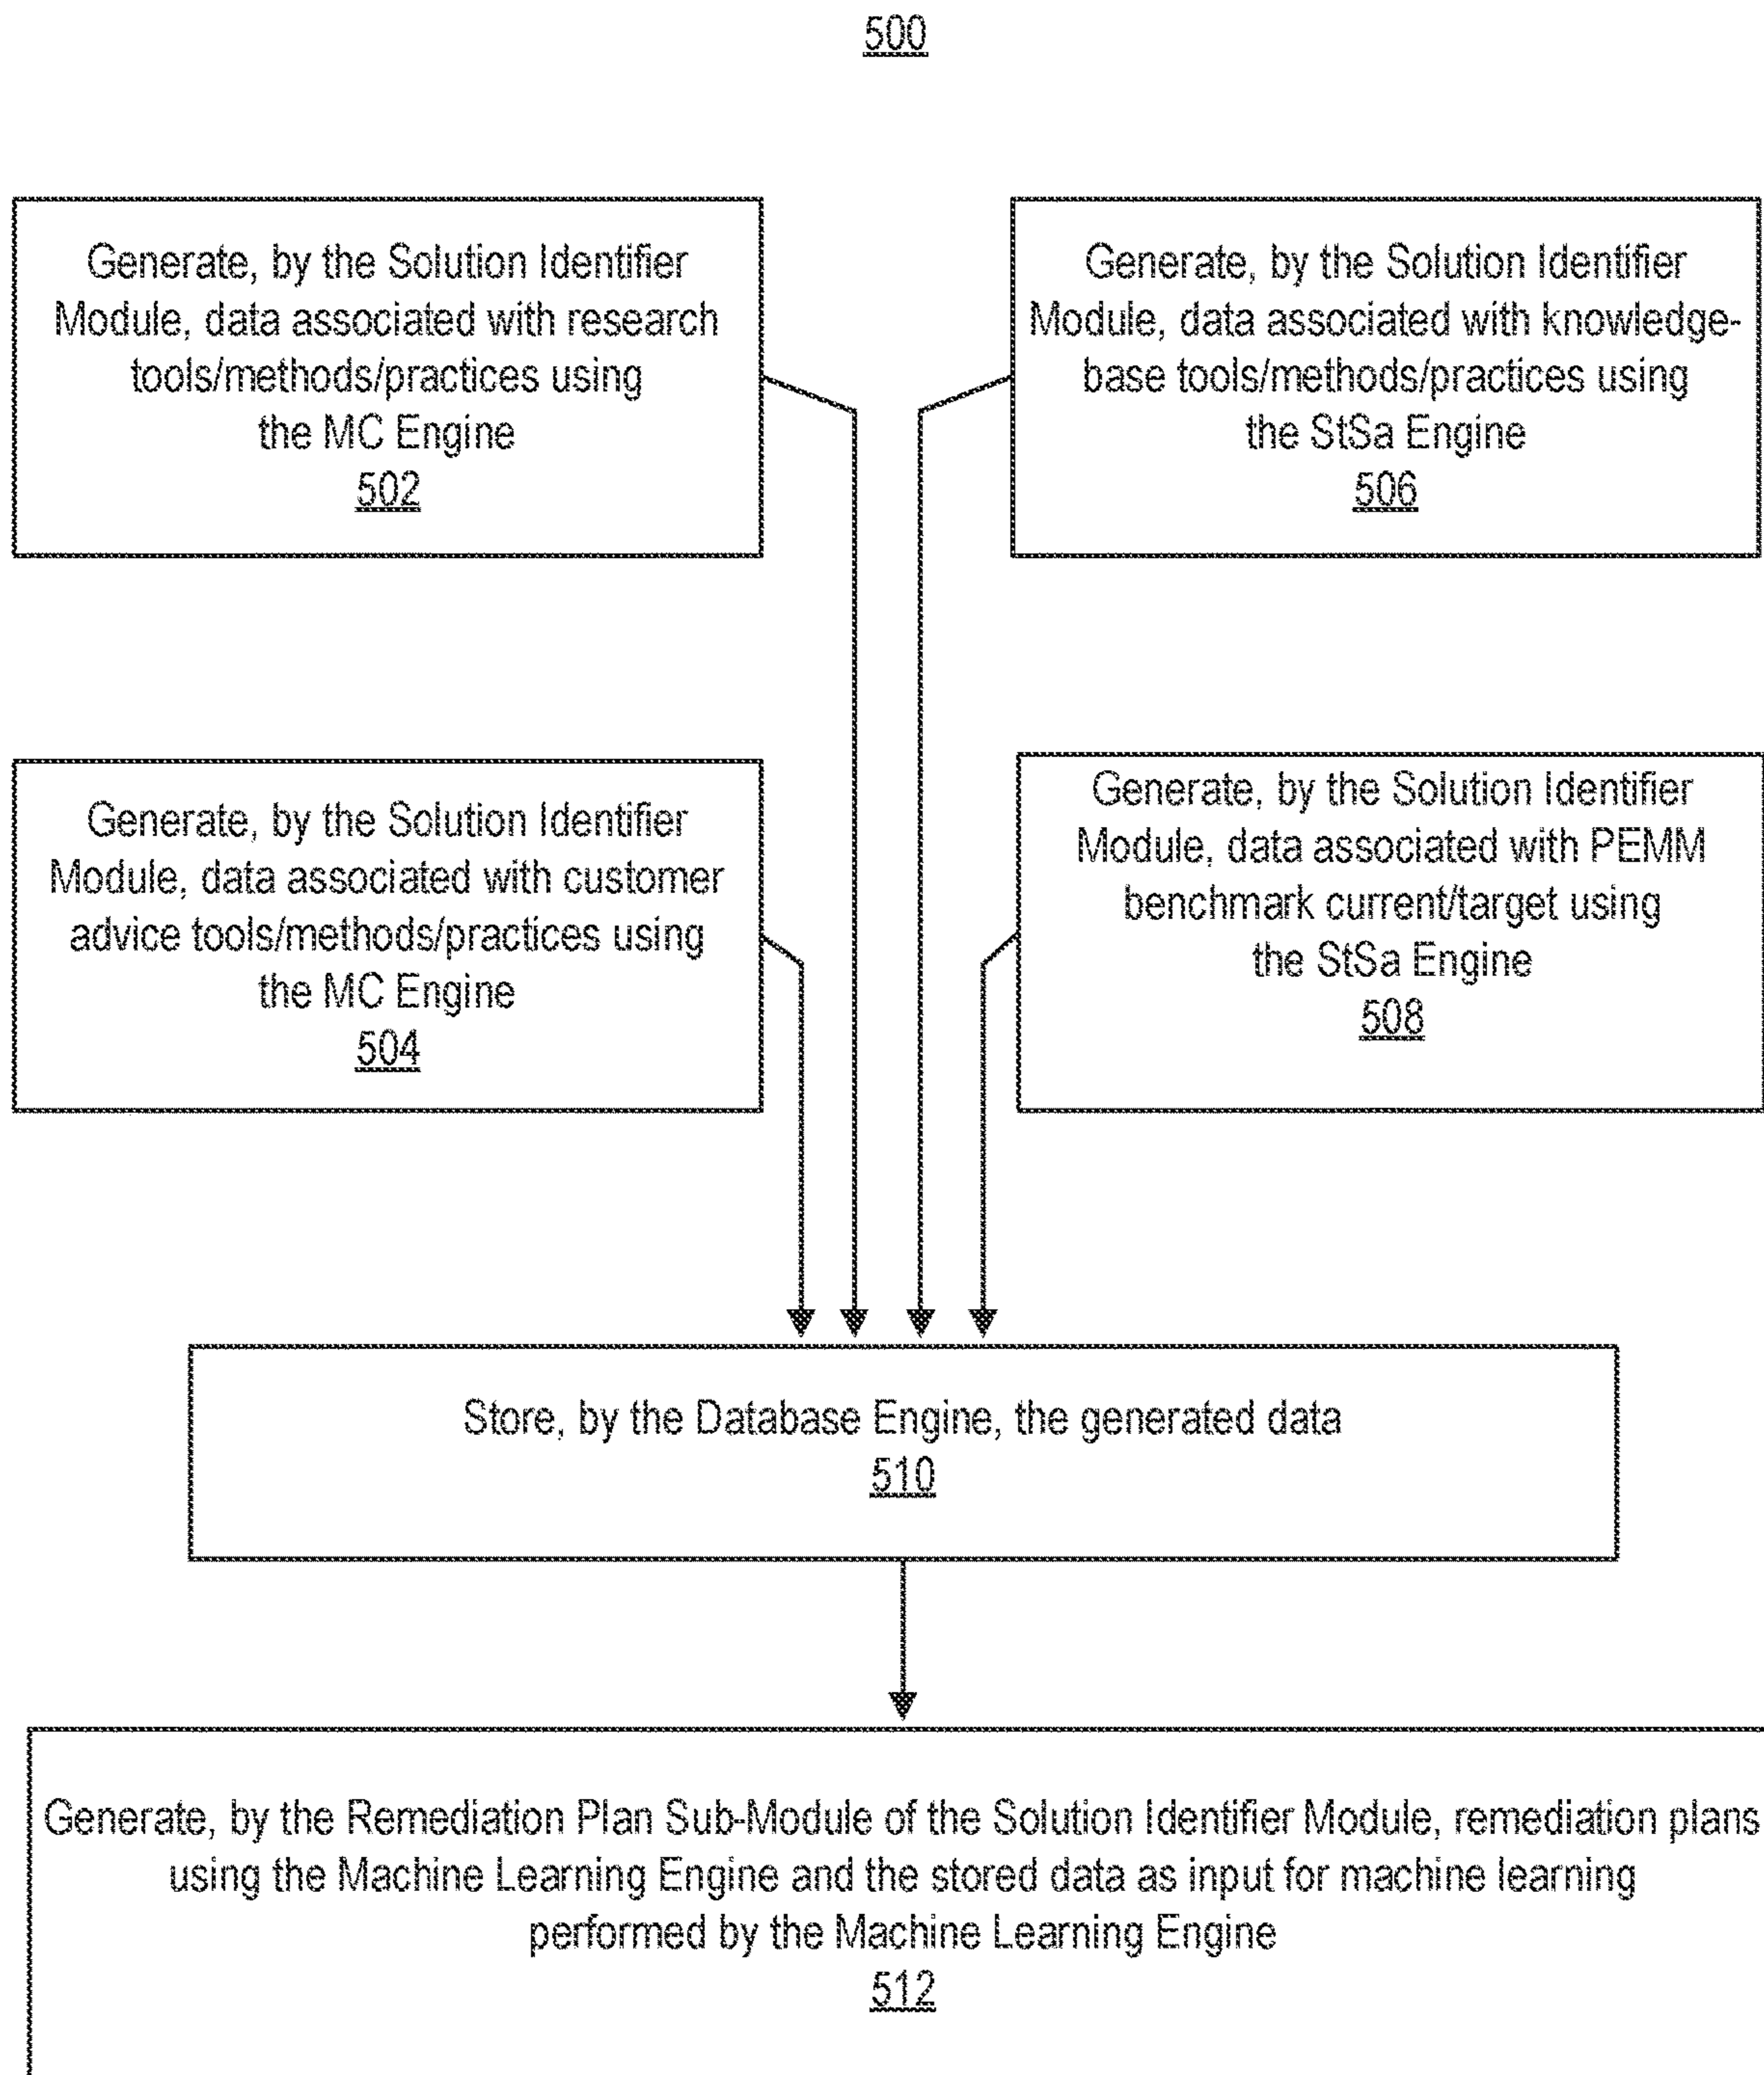 500
Generate, by the Solution Identifier
Module, data associated with research
tools/methods/practices using
the MC Engine
502
Generate, by the Solution Identifier
Module, data associated with knowledge-
base tools/methods/practices using
the StSa Engine
506
Generate, by the Solution Identifier
Module, data associated with customer
advice tools/methods/practices using
the MC Engine
504
Generate, by the Solution Identifier
Module, data associated with PEMM
benchmark current/target using
the StSa Engine
508
Store, by the Database Engine, the generated data
510
Generate, by the Remediation Plan Sub-Module of the Solution Identifier Module, remediation plans
using the Machine Learning Engine and the stored data as input for machine learning
performed by the Machine Learning Engine
512